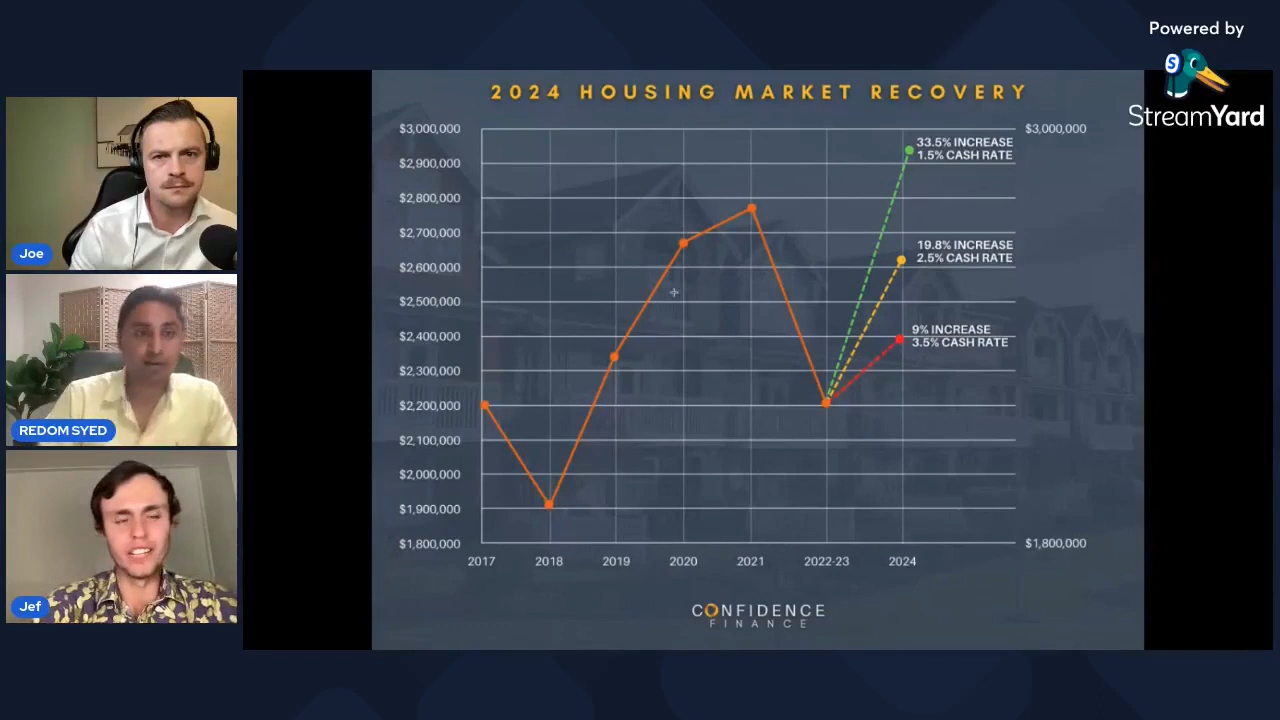 Powered by
S
StreamYard
Joe
REDOM SYED
Jef
2024 HOUSING MARKET RECOVERY
$3,000,000
$2,900,000
$2,800,000
$2,700,000
$2,600,000
$2,500,000
$2,400,000
$2,300,000
$2,200,000
$2,100,000
$2,000,000
$1,900,000
$1,800,000
$3,000,000
33.5% INCREASE
1.5% CASH RATE
19.8% INCREASE
2.5% CASH RATE
9% INCREASE
3.5% CASH RATE
$1,800,000
2017 2018 2019 2020 2021 2022-23 2024
CONFIDENCE
FINANCE